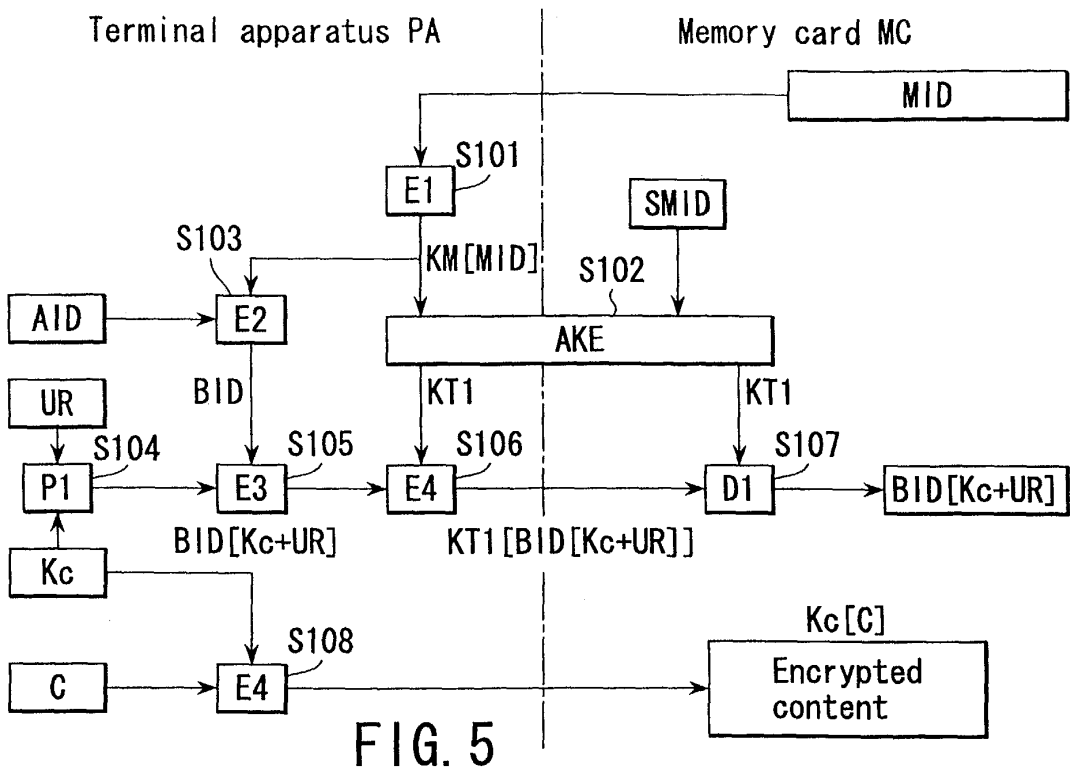 Terminal apparatus PA
Memory card MC
MID
S101
E1
SMID
S103
KM[MID]
S102
AID
E2
AKE
BID
KT1
KT1
UR
S104
S105
S106
S107
P1
E3
E4
D1
BID[Kc+UR]
BID[Kc+UR]
KT1[BID[Kc+UR]]
Kc
S108
Kc[C]
C
E4
Encrypted
content
FIG. 5